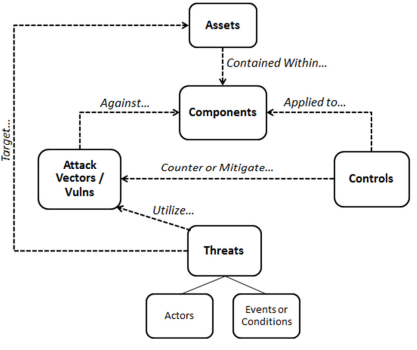 Assets
Contained Within...
Against...
Components
Applied to...
Target...
Attack
Vectors /
Vulns
Counter or Mitigate...
Controls
Utilize...
Threats
Actors
Events or
Conditions